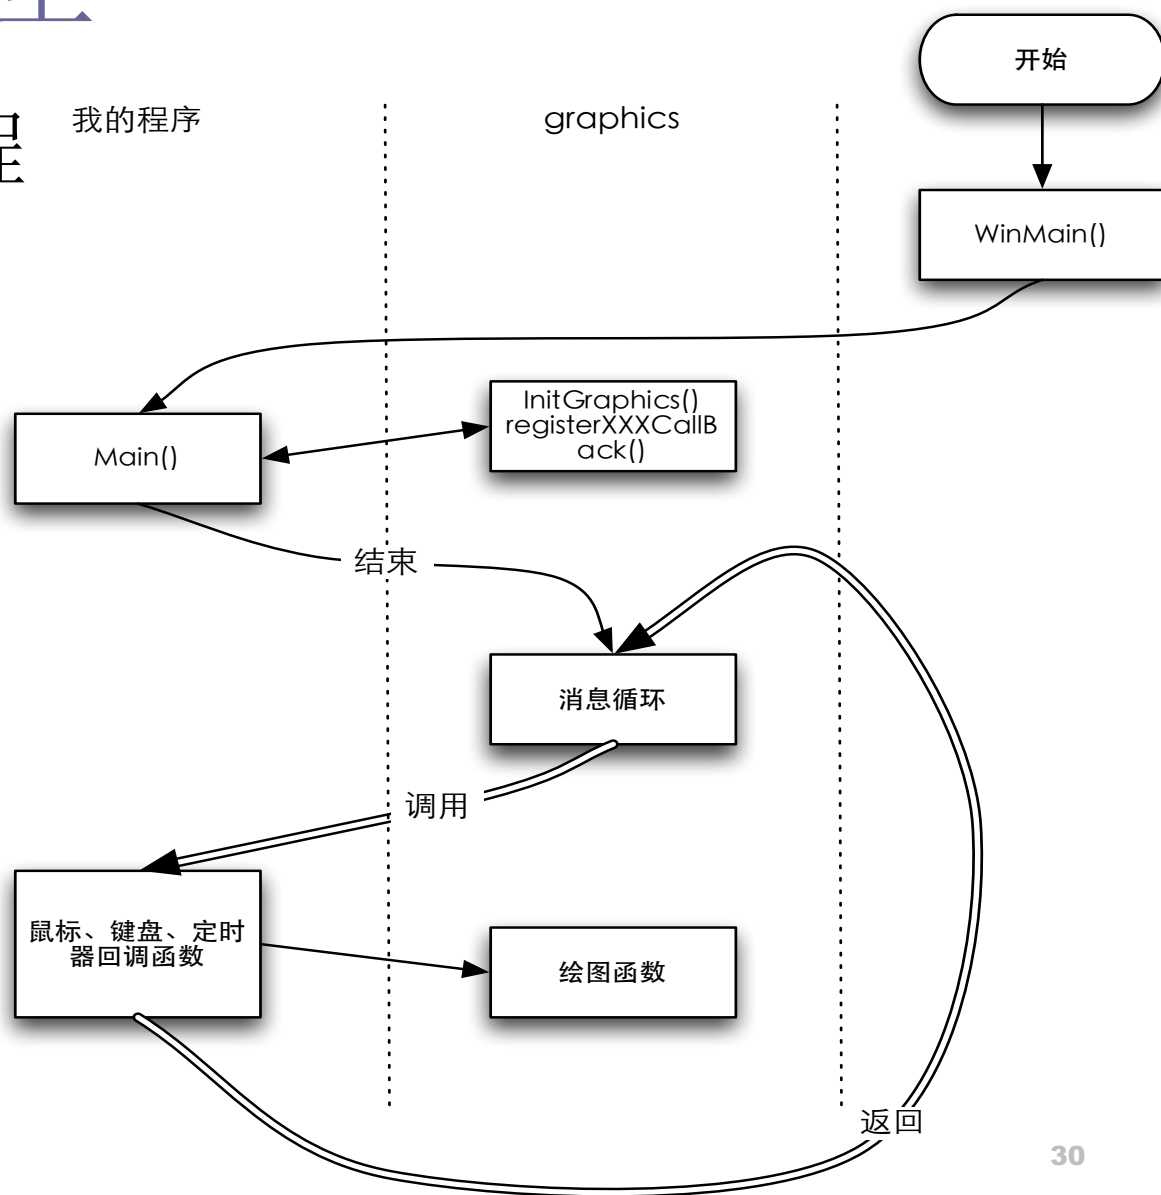 程
我的程序
graphics
开始
WinMain()
InitGraphics()
registerXXXCallB
ack()
Main()
结束
消息循环
调用
鼠标、键盘、定时
器回调函数
绘图函数
返回
30